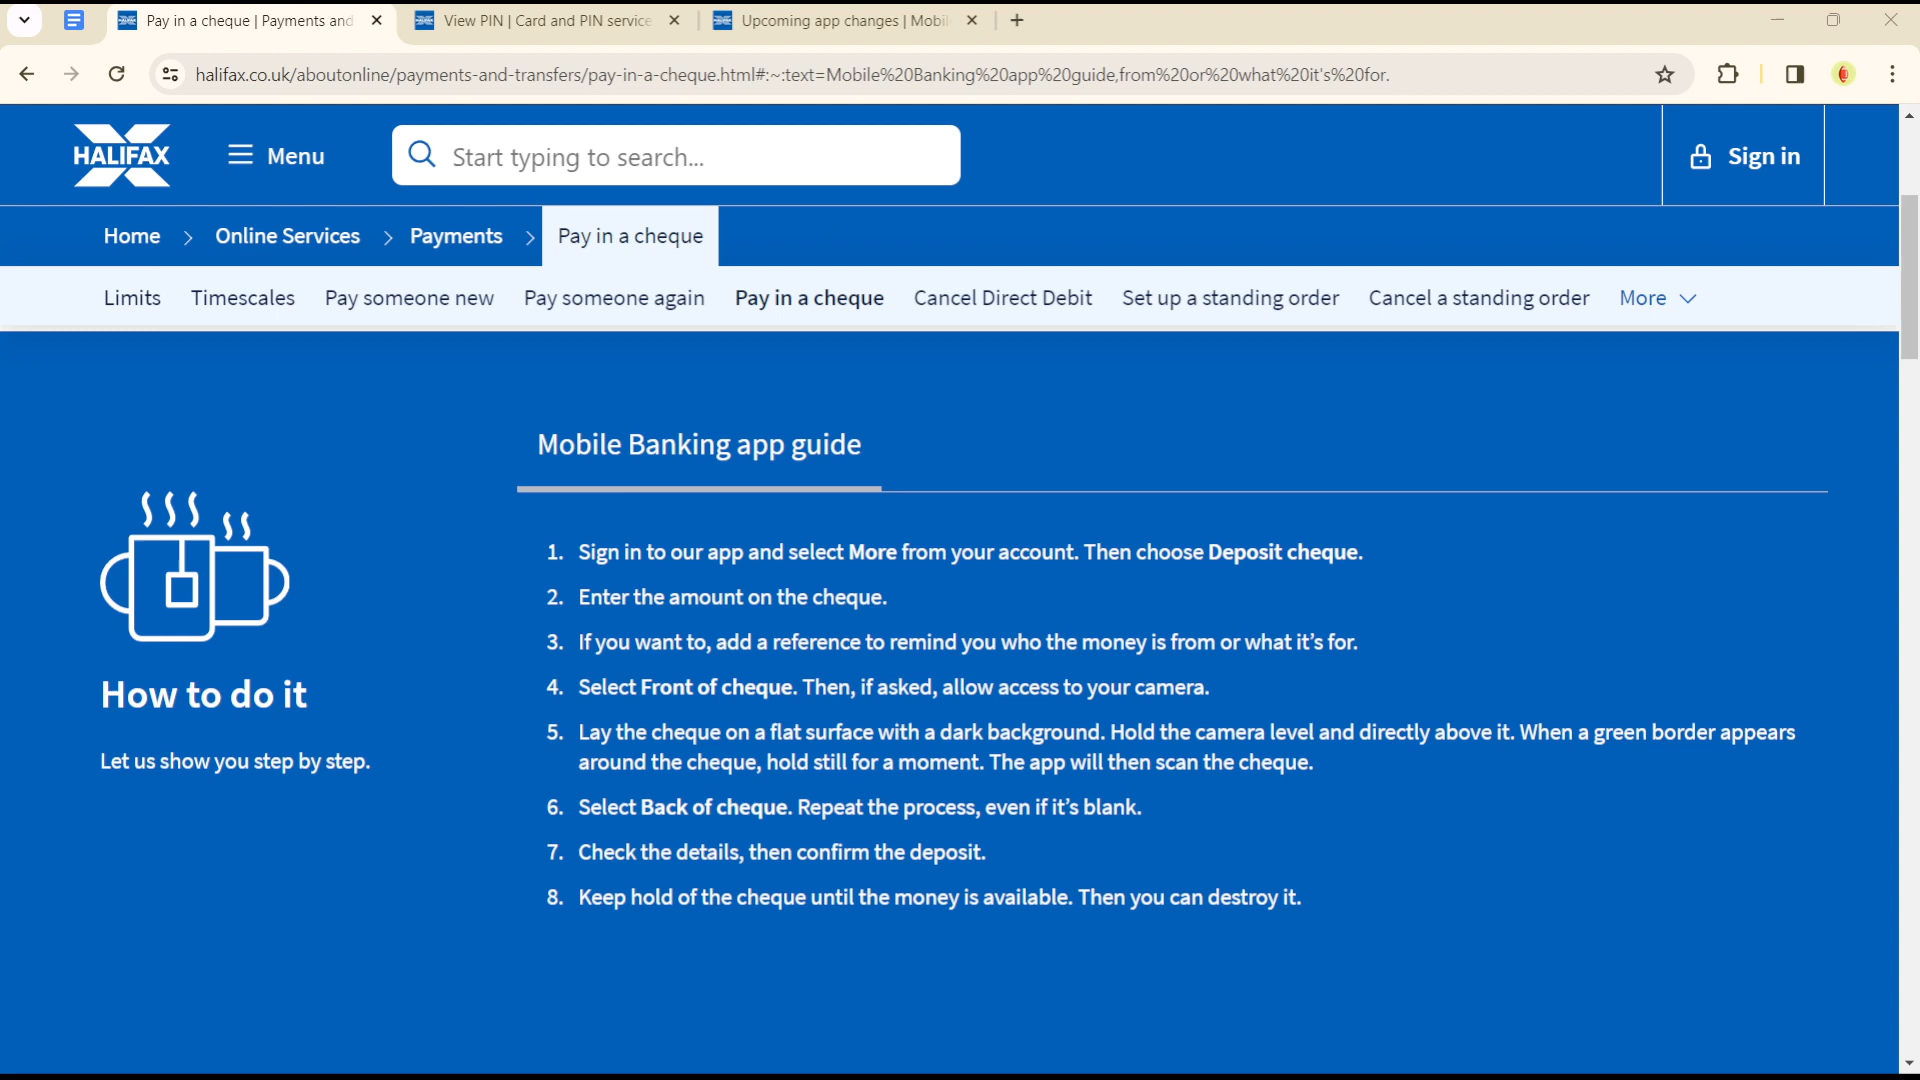 Pay in a cheque | Payments and
View PIN | Card and PIN service
Upcoming app changes | Mobil
halifax.co.uk/aboutonline/payments-and-transfers/pay-in-a-cheque.html#:~:text=Mobile%20Banking%20app%20guide,from%20or%20what%20it's%20for.
HALIFAX
Menu
Start typing to search...
Sign in
Home
Online Services
Payments
Pay in a cheque
Limits
Timescales
Pay someone new
Pay someone again
Pay in a cheque
Cancel Direct Debit
Set up a standing order
Cancel a standing order
More
How to do it
Let us show you step by step.
Mobile Banking app guide
1. Sign in to our app and select More from your account. Then choose Deposit cheque.
2. Enter the amount on the cheque.
3. If you want to, add a reference to remind you who the money is from or what it’s for.
4. Select Front of cheque. Then, if asked, allow access to your camera.
5. Lay the cheque on a flat surface with a dark background. Hold the camera level and directly above it. When a green border appears
around the cheque, hold still for a moment. The app will then scan the cheque.
6. Select Back of cheque. Repeat the process, even if it’s blank.
7. Check the details, then confirm the deposit.
8. Keep hold of the cheque until the money is available. Then you can destroy it.